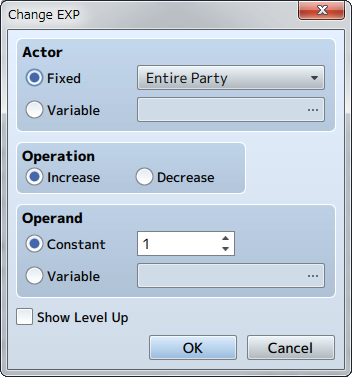 Change EXP
Actor
Fixed
Entire Party
Variable
...
Operation
Increase
Decrease
Operand
Constant
1
Variable
...
Show Level Up
OK
Cancel